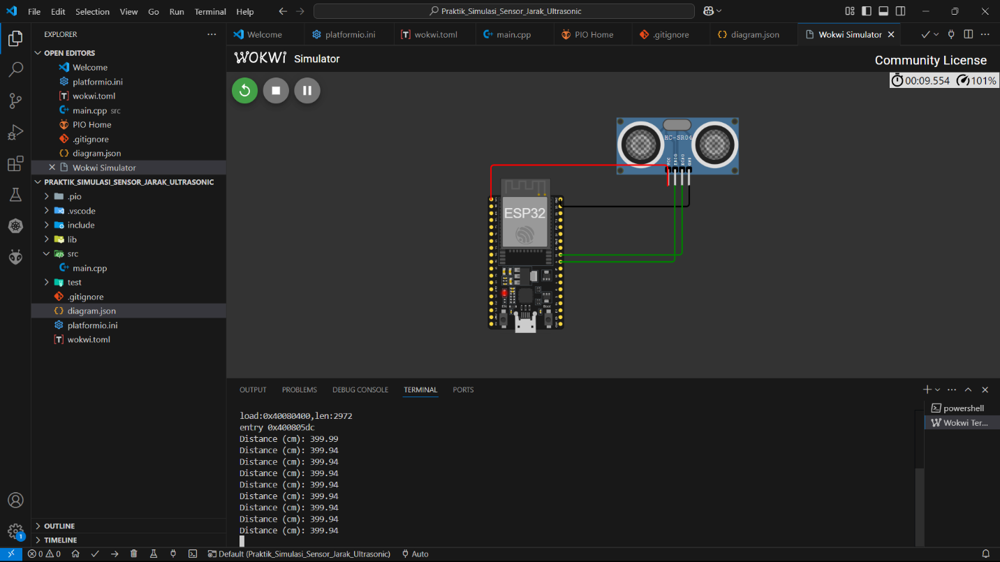 File Edit Selection View Go Run Terminal Help
Praktik_Simulasi_Sensor_Jarak_Ultrasonic
EXPLORER
OPEN EDITORS
Welcome
platformio.ini
wokwi.toml
main.cpp src
PIO Home
.gitignore
diagram.json
Wokwi Simulator
PRAKTIK_SIMULASI_SENSOR_JARAK_ULTRASONIC
.pio
.vscode
include
lib
src
main.cpp
test
.gitignore
diagram.json
platformio.ini
wokwi.toml
OUTLINE
TIMELINE
Welcome platformio.ini wokwi.toml main.cpp PIO Home .gitignore diagram.json Wokwi Simulator
WOKWI Simulator
Community License
00:09.554 101%
HC-SR04
VCC TRIG ECHO GND
ESP32
EN Boot
OUTPUT PROBLEMS DEBUG CONSOLE TERMINAL PORTS
load:0x40080400,len:2972
entry 0x400805dc
Distance (cm): 399.99
Distance (cm): 399.94
Distance (cm): 399.94
Distance (cm): 399.94
Distance (cm): 399.94
Distance (cm): 399.94
Distance (cm): 399.94
Distance (cm): 399.94
Distance (cm): 399.94
powershell
Wokwi Ter...
1
0 0 Default (Praktik_Simulasi_Sensor_Jarak_Ultrasonic) Auto